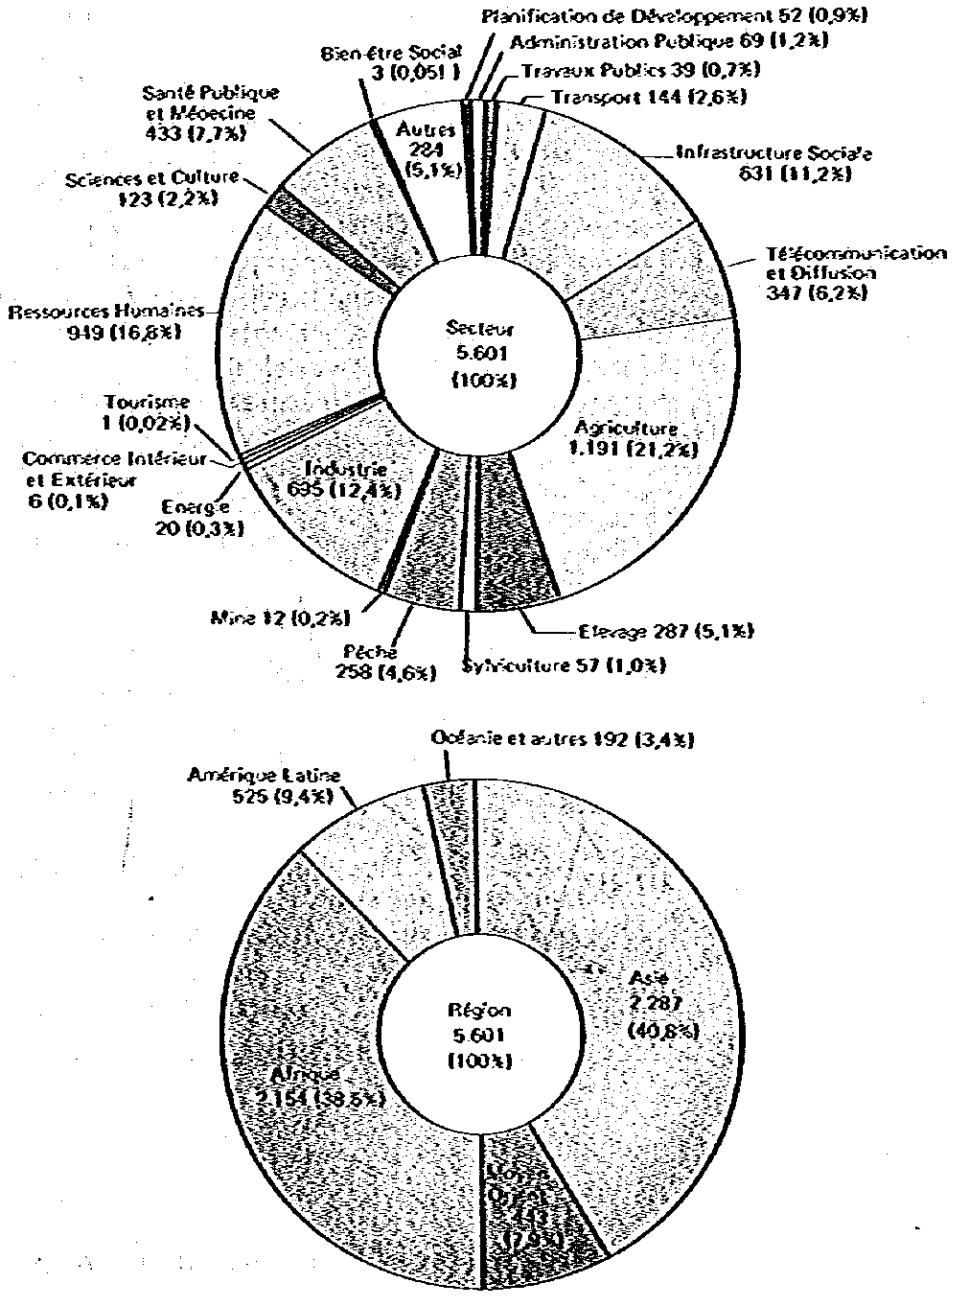 Planification de Développement 52 (0,9%)
Administration Publique 69 (1,2%)
Travaux Publics 39 (0,7%)
Transport 144 (2,6%)
Bien-être Social
3 (0,051 )
Santé Publique
et Médecine
433 (7,7%)
Autres
284
(5,1%)
Infrastructure Sociale
631 (11,2%)
Sciences et Culture
123 (2,2%)
Télécommunication
et Diffusion
347 (6,2%)
Ressources Humaines
949 (16,8%)
Secteur
5.601
(100%)
Tourisme
1 (0,02%)
Agriculture
1.191 (21,2%)
Commerce Intérieur
et Extérieur
6 (0,1%)
Industrie
695 (12,4%)
Energie
20 (0,3%)
Mine 12 (0,2%)
Elevage 287 (5,1%)
Pêche
258 (4,6%)
Sylviculture 57 (1,0%)
Océanie et autres 192 (3,4%)
Amérique Latine
525 (9,4%)
Asie
2.287
(40,8%)
Région
5.601
(100%)
Afrique
2.154 (38,5%)
Moyen
Orient
443
(7,9%)